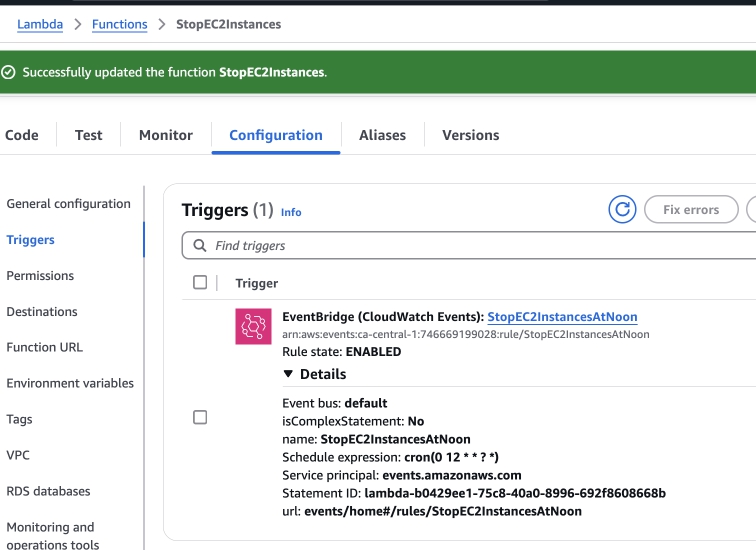 Lambda > Functions > StopEC2Instances
Successfully updated the function StopEC2Instances.
Code Test Monitor Configuration Aliases Versions
General configuration
Triggers
Permissions
Destinations
Function URL
Environment variables
Tags
VPC
RDS databases
Monitoring and
operations tools
Triggers (1) Info
Fix errors
Find triggers
Trigger
EventBridge (CloudWatch Events): StopEC2InstancesAtNoon
arn:aws:events:ca-central-1:746669199028:rule/StopEC2InstancesAtNoon
Rule state: ENABLED
Details
Event bus: default
isComplexStatement: No
name: StopEC2InstancesAtNoon
Schedule expression: cron(0 12 * * ? *)
Service principal: events.amazonaws.com
Statement ID: lambda-b0429ee1-75c8-40a0-8996-692f8608668b
url: events/home#/rules/StopEC2InstancesAtNoon